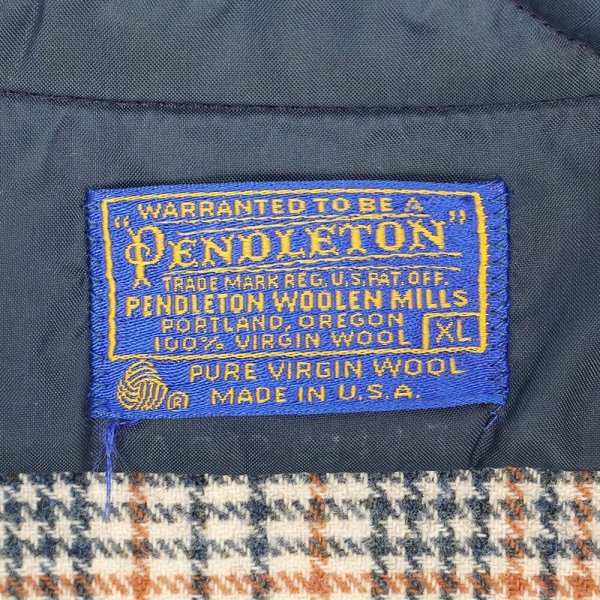 WARRANTED TO BE A
"PENDLETON"
TRADE MARK REG. U.S. PAT. OFF.
PENDLETON WOOLEN MILLS
PORTLAND, OREGON
100% VIRGIN WOOL XL
PURE VIRGIN WOOL
® MADE IN U.S.A.